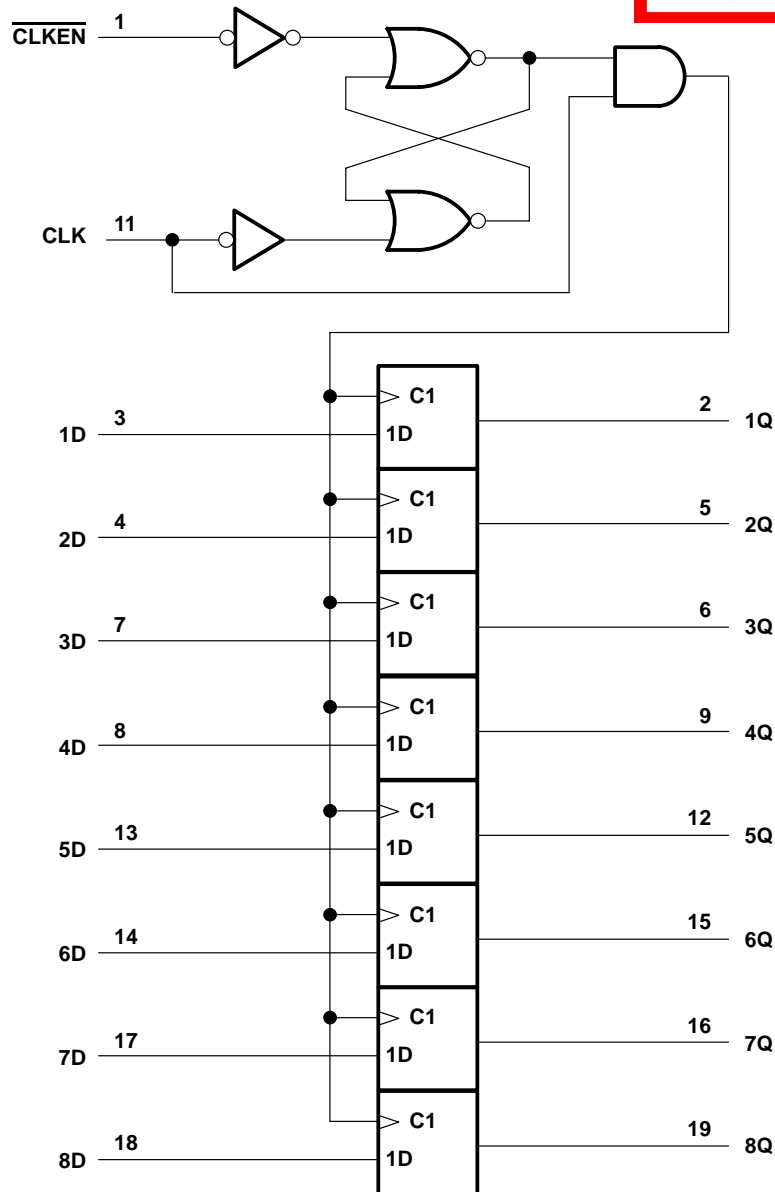 CLKEN 1
CLK 11
C1
1D 3 1D 2 1Q
C1
2D 4 1D 5 2Q
C1
3D 7 1D 6 3Q
C1
4D 8 1D 9 4Q
C1
5D 13 1D 12 5Q
C1
6D 14 1D 15 6Q
C1
7D 17 1D 16 7Q
C1
8D 18 1D 19 8Q